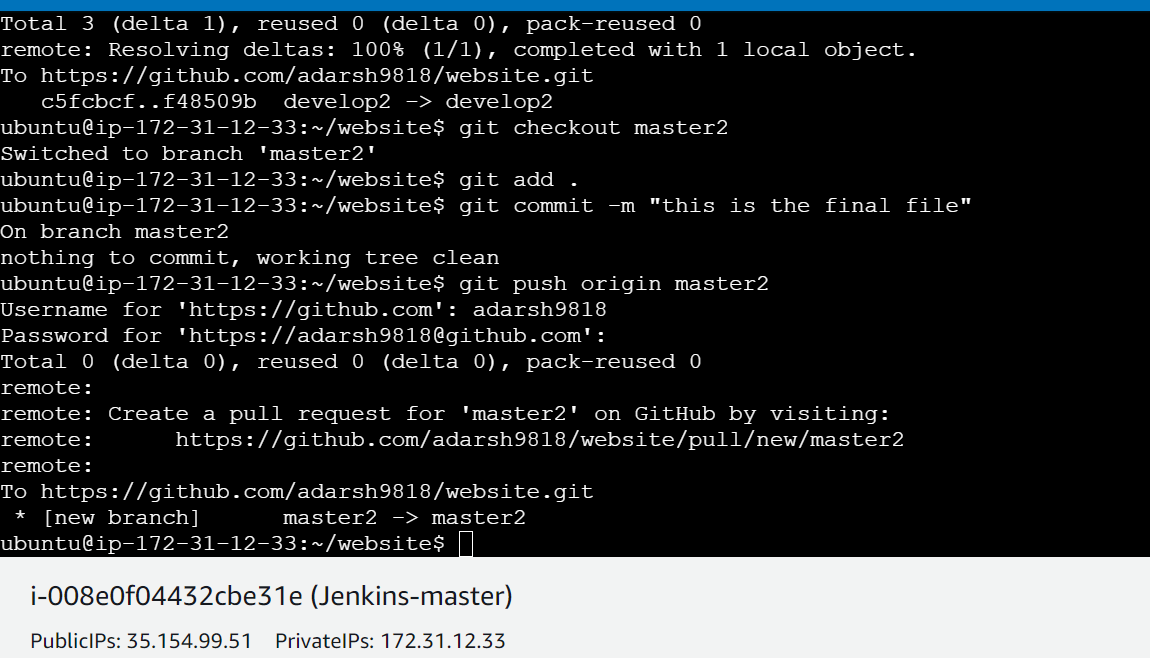 Total 3 (delta 1), reused 0 (delta 0), pack-reused 0
remote: Resolving deltas: 100% (1/1), completed with 1 local object.
To https://github.com/adarsh9818/website.git
   c5fcbcf..f48509b  develop2 -> develop2
ubuntu@ip-172-31-12-33:~/website$ git checkout master2
Switched to branch 'master2'
ubuntu@ip-172-31-12-33:~/website$ git add .
ubuntu@ip-172-31-12-33:~/website$ git commit -m "this is the final file"
On branch master2
nothing to commit, working tree clean
ubuntu@ip-172-31-12-33:~/website$ git push origin master2
Username for 'https://github.com': adarsh9818
Password for 'https://adarsh9818@github.com':
Total 0 (delta 0), reused 0 (delta 0), pack-reused 0
remote:
remote: Create a pull request for 'master2' on GitHub by visiting:
remote:      https://github.com/adarsh9818/website/pull/new/master2
remote:
To https://github.com/adarsh9818/website.git
 * [new branch]      master2 -> master2
ubuntu@ip-172-31-12-33:~/website$
i-008e0f04432cbe31e (Jenkins-master)
PublicIPs: 35.154.99.51    PrivateIPs: 172.31.12.33